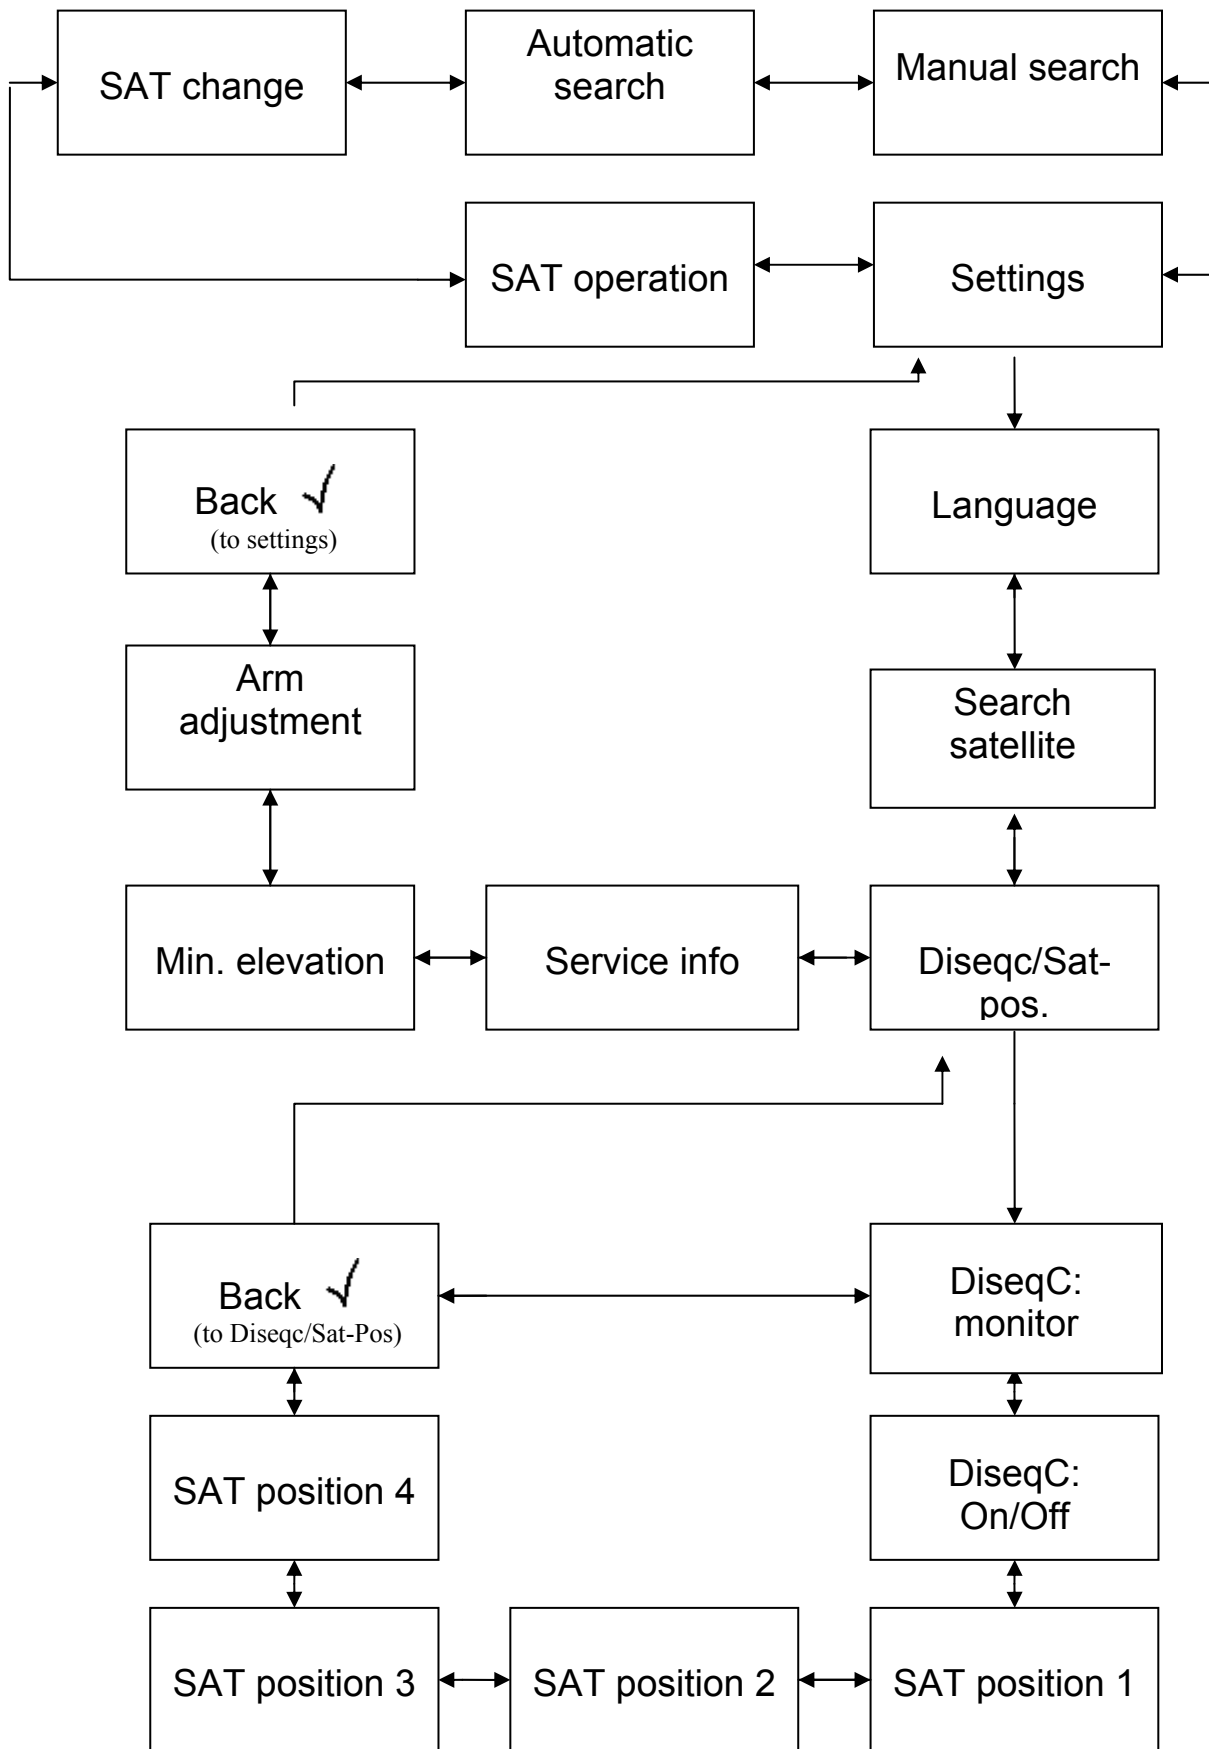 SAT change
Automatic
search
Manual search
SAT operation
Settings
Back
(to settings)
Language
Arm
adjustment
Search
satellite
Min. elevation
Service info
Diseqc/Sat-
pos.
Back
(to Diseqc/Sat-Pos)
DiseqC:
monitor
SAT position 4
DiseqC:
On/Off
SAT position 3
SAT position 2
SAT position 1